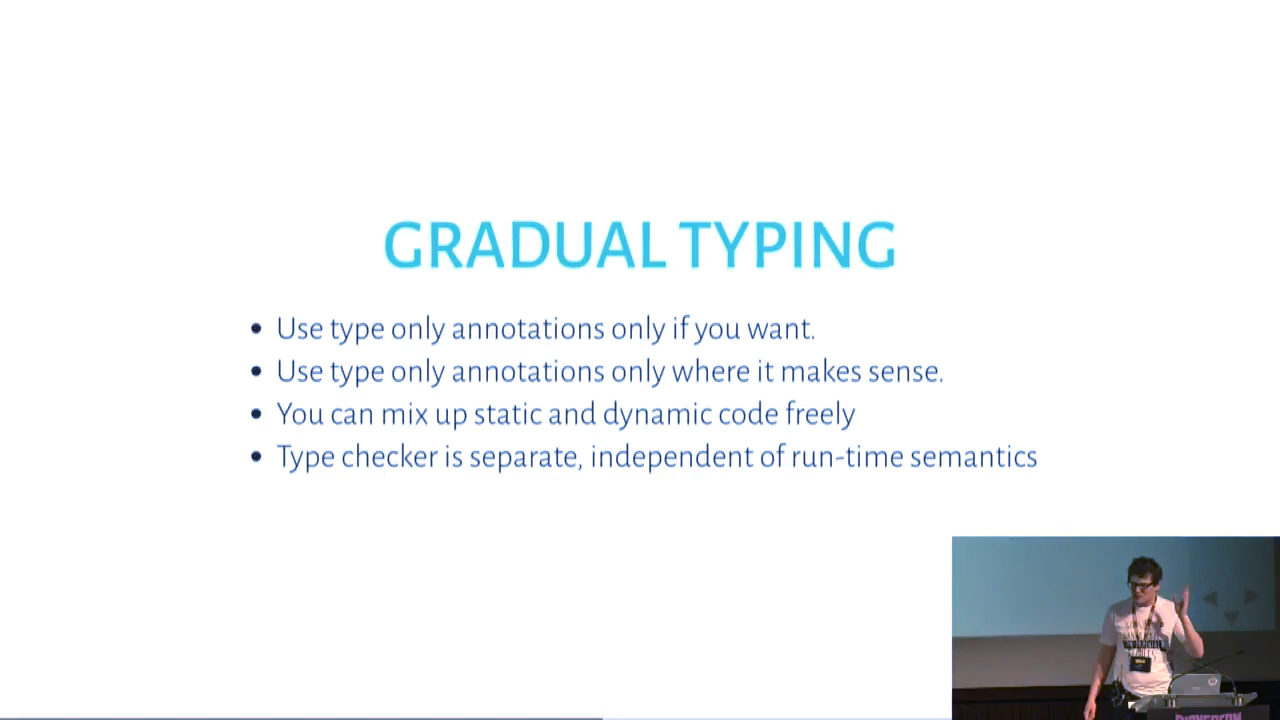 GRADUAL TYPING
Use type only annotations only if you want.
Use type only annotations only where it makes sense.
You can mix up static and dynamic code freely
Type checker is separate, independent of run-time semantics